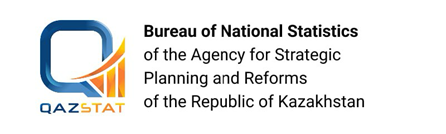 QAZSTAT
Bureau of National Statistics
of the Agency for Strategic
Planning and Reforms
of the Republic of Kazakhstan